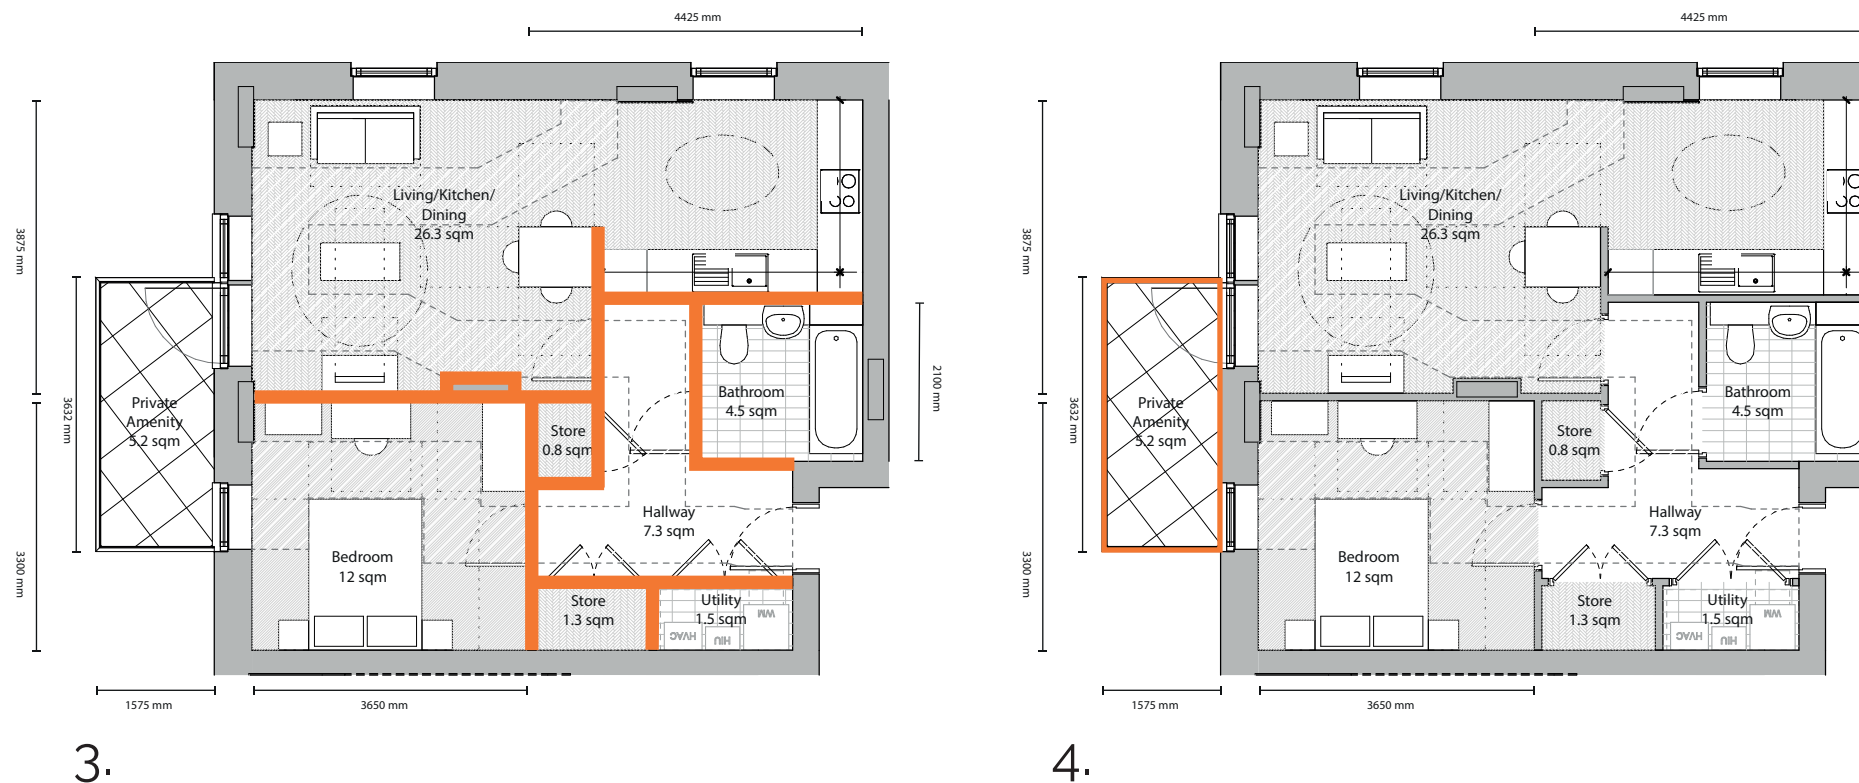 4425 mm
3875 mm
3632 mm
3300 mm
2100 mm
Living/Kitchen/
Dining
26.3 sqm
Private
Amenity
5.2 sqm
Bathroom
4.5 sqm
Store
0.8 sqm
Hallway
7.3 sqm
Bedroom
12 sqm
Store
1.3 sqm
Utility
1.5 sqm
HVAC
HIU
WM
1575 mm
3650 mm
3.
4425 mm
3875 mm
3632 mm
3300 mm
Living/Kitchen/
Dining
26.3 sqm
Private
Amenity
5.2 sqm
Bathroom
4.5 sqm
Store
0.8 sqm
Hallway
7.3 sqm
Bedroom
12 sqm
Store
1.3 sqm
Utility
1.5 sqm
HVAC
HIU
WM
1575 mm
3650 mm
4.